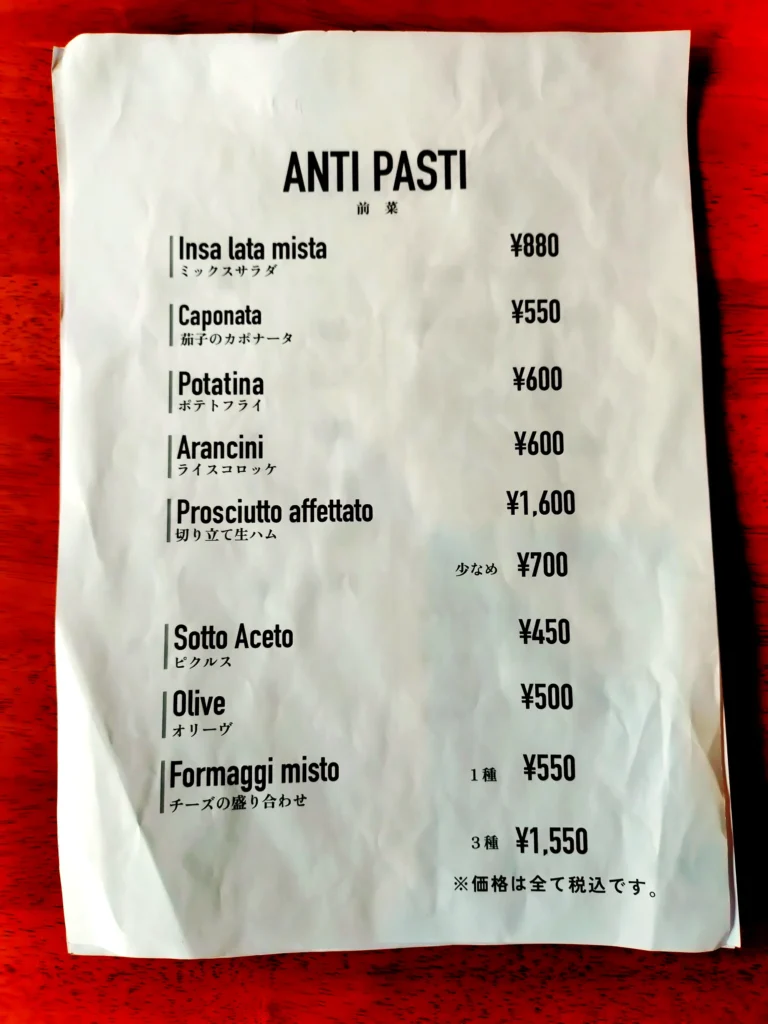 ANTI PASTI
前菜
Insa lata mista ¥880
ミックスサラダ
Caponata ¥550
茄子のカポナータ
Potatina ¥600
ポテトフライ
Arancini ¥600
ライスコロッケ
Prosciutto affettato ¥1,600
切り立て生ハム
少なめ ¥700
Sotto Aceto ¥450
ピクルス
Olive ¥500
オリーヴ
Formaggi misto 1種 ¥550
チーズの盛り合わせ
3種 ¥1,550
※価格は全て税込です。